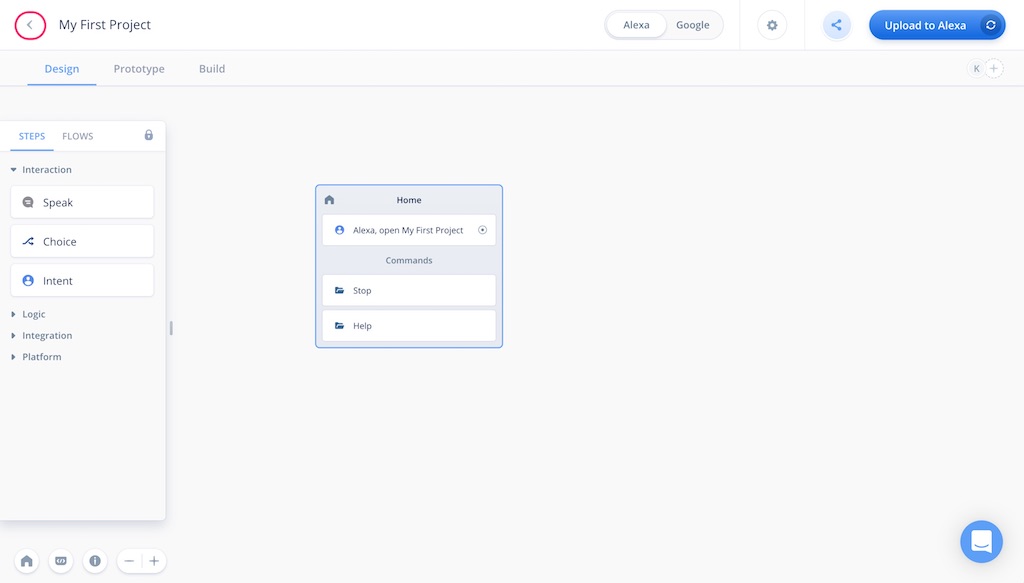 My First Project
Alexa
Google
Upload to Alexa
Design
Prototype
Build
K
STEPS
FLOWS
Interaction
Speak
Choice
Intent
Logic
Integration
Platform
Home
Alexa, open My First Project
Commands
Stop
Help